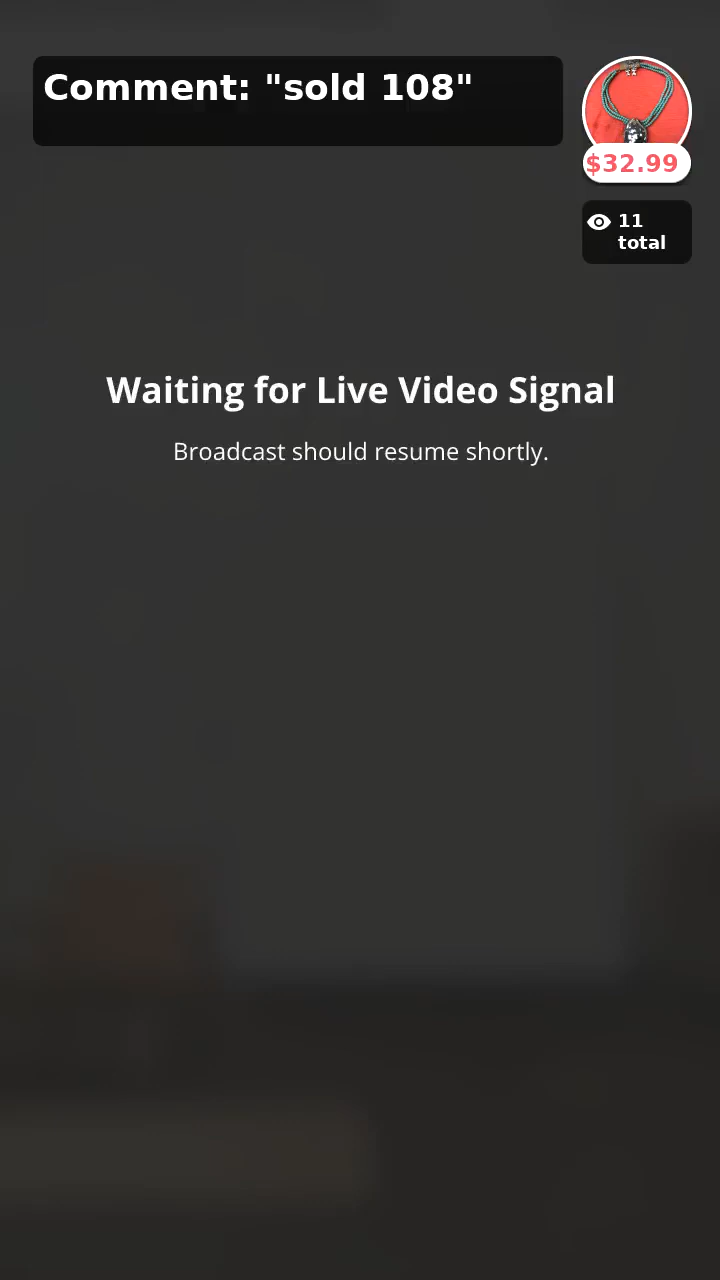 Comment: "sold 108"
$32.99
11
total
Waiting for Live Video Signal
Broadcast should resume shortly.